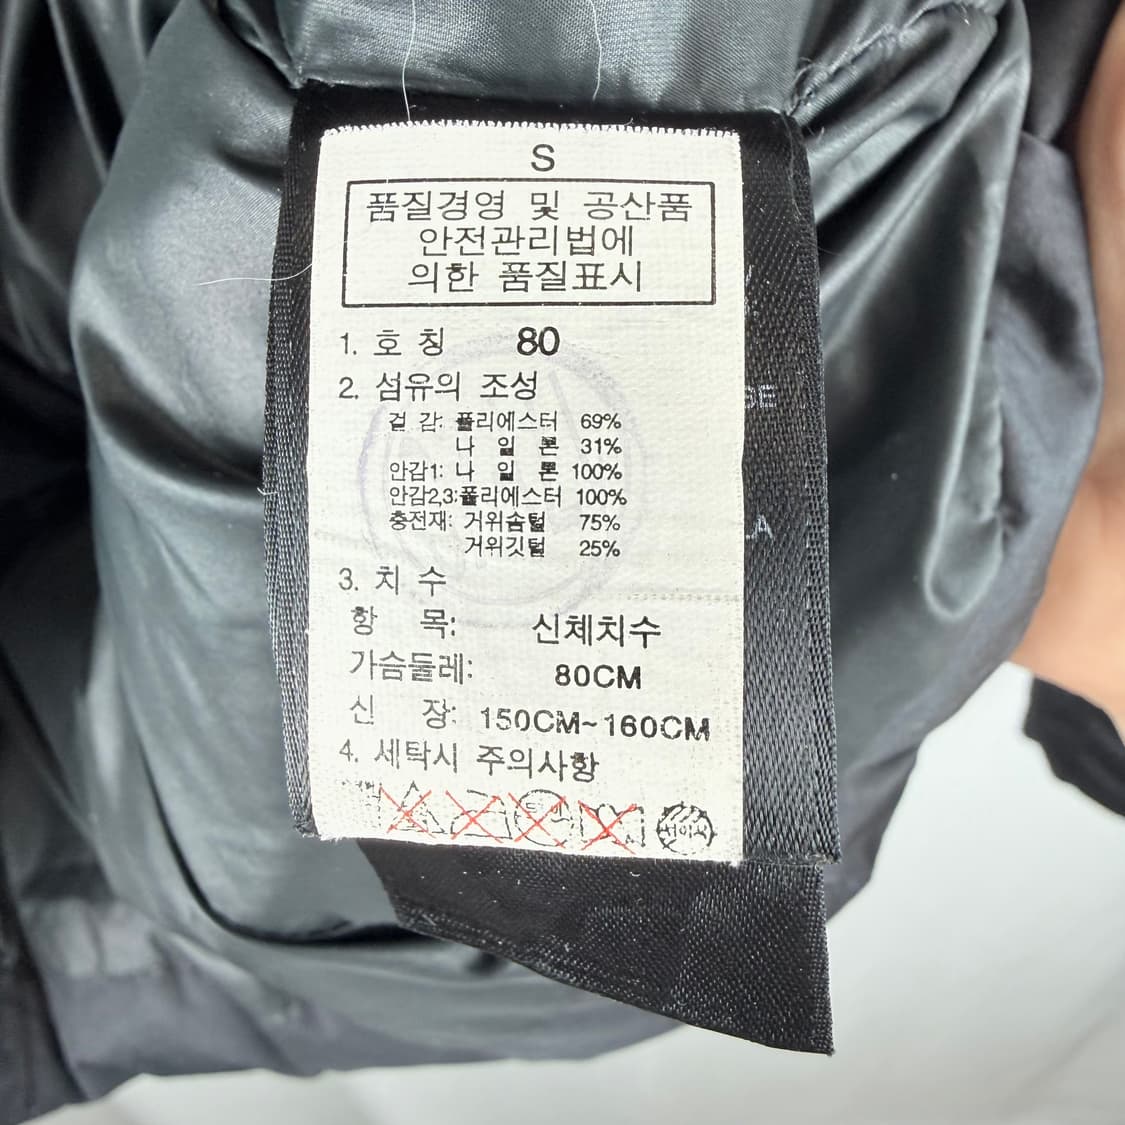 S
품질경영 및 공산품
안전관리법에
의한 품질표시
1. 호 칭 80
2. 섬유의 조성
겉 감: 폴리에스터 69%
나 일 론 31%
안감1: 나 일 론 100%
안감2,3:폴리에스터 100%
충전재: 거위솜털 75%
거위깃털 25%
3. 치 수
항 목: 신체치수
가슴둘레: 80CM
신 장: 150CM~160CM
4. 세탁시 주의사항